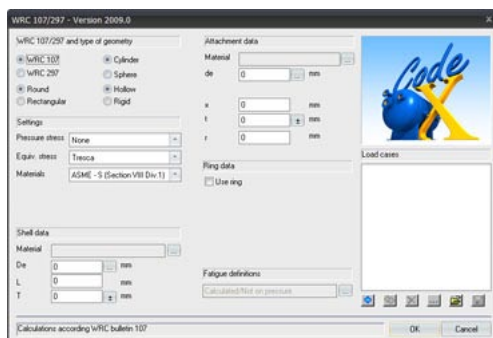 WRC 107/297 - Version 2009.0
WRC 107/297 and type of geometry
WRC 107
Cylinder
WRC 297
Sphere
Round
Hollow
Rectangular
Rigid
Settings
Pressure stress
None
Equiv. stress
Tresca
Materials
ASME - S (Section VIII Div.1)
Shell data
Material
De
0
mm
L
0
mm
T
0
mm
Attachment data
Material
de
0
mm
x
0
mm
t
0
mm
r
0
mm
Ring data
Use ring
Fatigue definitions
Calculated/Not on pressure
Code X
Load cases
Calculations according WRC bulletin 107
OK
Cancel